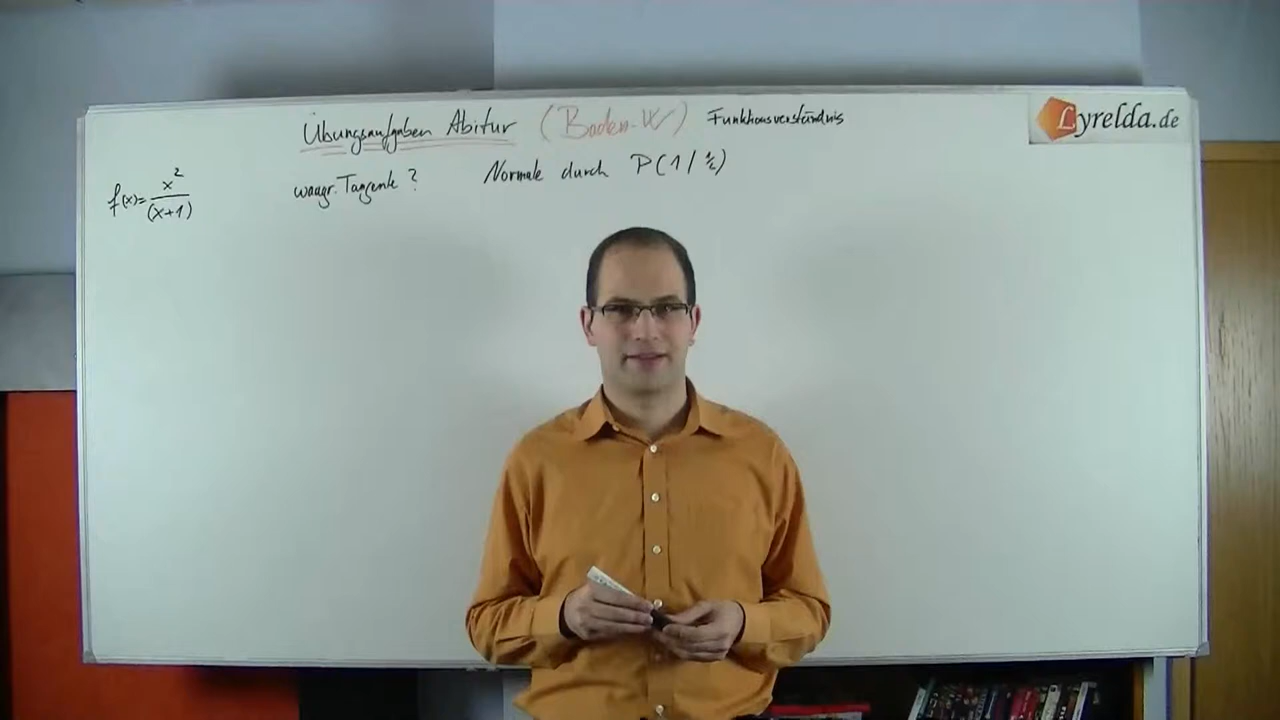 Übungsaufgaben Abitur (Baden-W) Funktionsverständnis
Lyrelda.de
f(x)= x²/(x+1)
waagr. Tangente ?
Normale durch P(1/½)